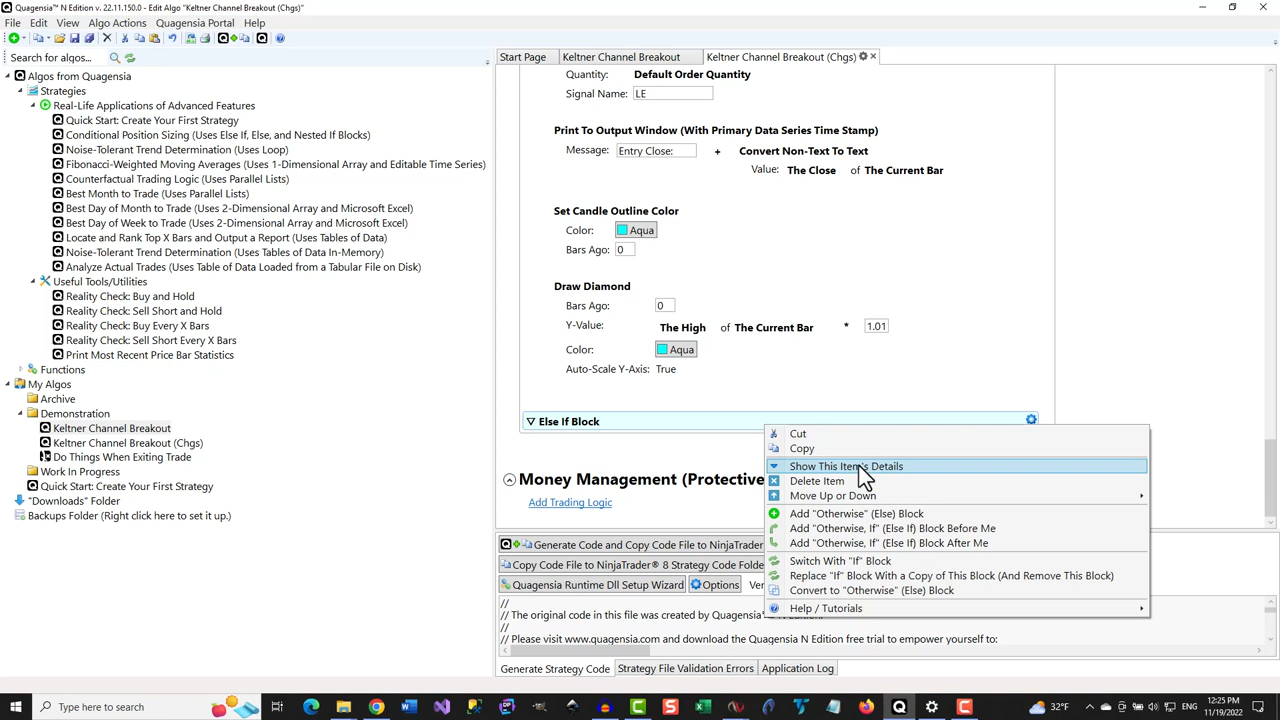 Quagensia™ N Edition v. 22.11.150.0 - Edit Algo "Keltner Channel Breakout (Chgs)"
File Edit View Algo Actions Quagensia Portal Help
Search for algos...
Algos from Quagensia
Strategies
Real-Life Applications of Advanced Features
Quick Start: Create Your First Strategy
Conditional Position Sizing (Uses Else If, Else, and Nested If Blocks)
Noise-Tolerant Trend Determination (Uses Loop)
Fibonacci-Weighted Moving Averages (Uses 1-Dimensional Array and Editable Time Series)
Counterfactual Trading Logic (Uses Parallel Lists)
Best Month to Trade (Uses Parallel Lists)
Best Day of Month to Trade (Uses 2-Dimensional Array and Microsoft Excel)
Best Day of Week to Trade (Uses 2-Dimensional Array and Microsoft Excel)
Locate and Rank Top X Bars and Output a Report (Uses Tables of Data)
Noise-Tolerant Trend Determination (Uses Tables of Data In-Memory)
Analyze Actual Trades (Uses Table of Data Loaded from a Tabular File on Disk)
Useful Tools/Utilities
Reality Check: Buy and Hold
Reality Check: Sell Short and Hold
Reality Check: Buy Every X Bars
Reality Check: Sell Short Every X Bars
Print Most Recent Price Bar Statistics
Functions
My Algos
Archive
Demonstration
Keltner Channel Breakout
Keltner Channel Breakout (Chgs)
Do Things When Exiting Trade
Work In Progress
Quick Start: Create Your First Strategy
"Downloads" Folder
Backups Folder (Right click here to set it up.)
Start Page Keltner Channel Breakout Keltner Channel Breakout (Chgs)
Quantity: Default Order Quantity
Signal Name: LE
Print To Output Window (With Primary Data Series Time Stamp)
Message: Entry Close: + Convert Non-Text To Text
Value: The Close of The Current Bar
Set Candle Outline Color
Color: Aqua
Bars Ago: 0
Draw Diamond
Bars Ago: 0
Y-Value: The High of The Current Bar * 1.01
Color: Aqua
Auto-Scale Y-Axis: True
Else If Block
Money Management (Protective
Add Trading Logic
Cut
Copy
Show This Item's Details
Delete Item
Move Up or Down
Add "Otherwise" (Else) Block
Add "Otherwise, If" (Else If) Block Before Me
Add "Otherwise, If" (Else If) Block After Me
Switch With "If" Block
Replace "If" Block With a Copy of This Block (And Remove This Block)
Convert to "Otherwise" (Else) Block
Help / Tutorials
Generate Code and Copy Code File to NinjaTrader
Copy Code File to NinjaTrader® 8 Strategy Code Folde
Quagensia Runtime Dll Setup Wizard Options Ver
//
// The original code in this file was created by Quagensia N Edition.
//
// Please visit www.quagensia.com and download the Quagensia N Edition free trial to empower yourself to:
Generate Strategy Code Strategy File Validation Errors Application Log
Type here to search
32°F
12:25 PM
11/19/2022